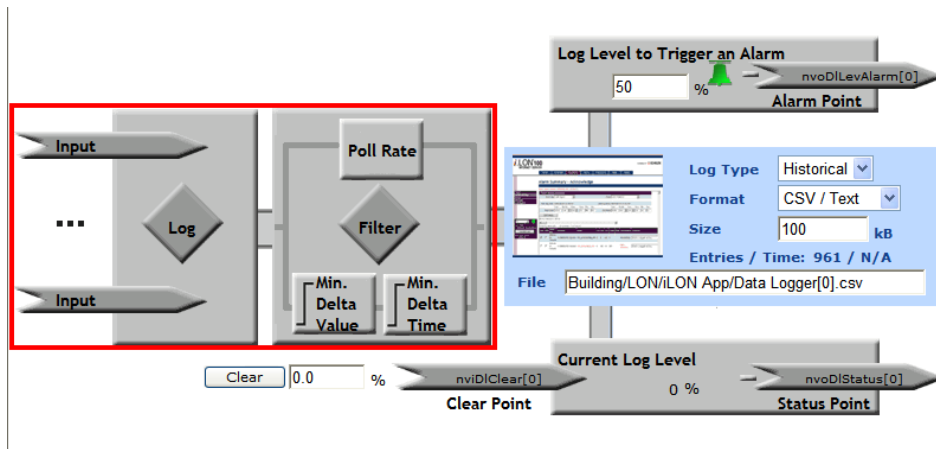 Log Level to Trigger an Alarm
50 %
nvoDlLevAlarm[0]
Alarm Point
Input
Poll Rate
...
Log
Filter
Input
Min. Delta Value
Min. Delta Time
i.LON 100
Log Type Historical
Format CSV / Text
Size 100 kB
Entries / Time: 961 / N/A
File Building/LON/iLON App/Data Logger[0].csv
Clear 0.0 %
nviDlClear[0]
Clear Point
Current Log Level
0 %
nvoDlStatus[0]
Status Point